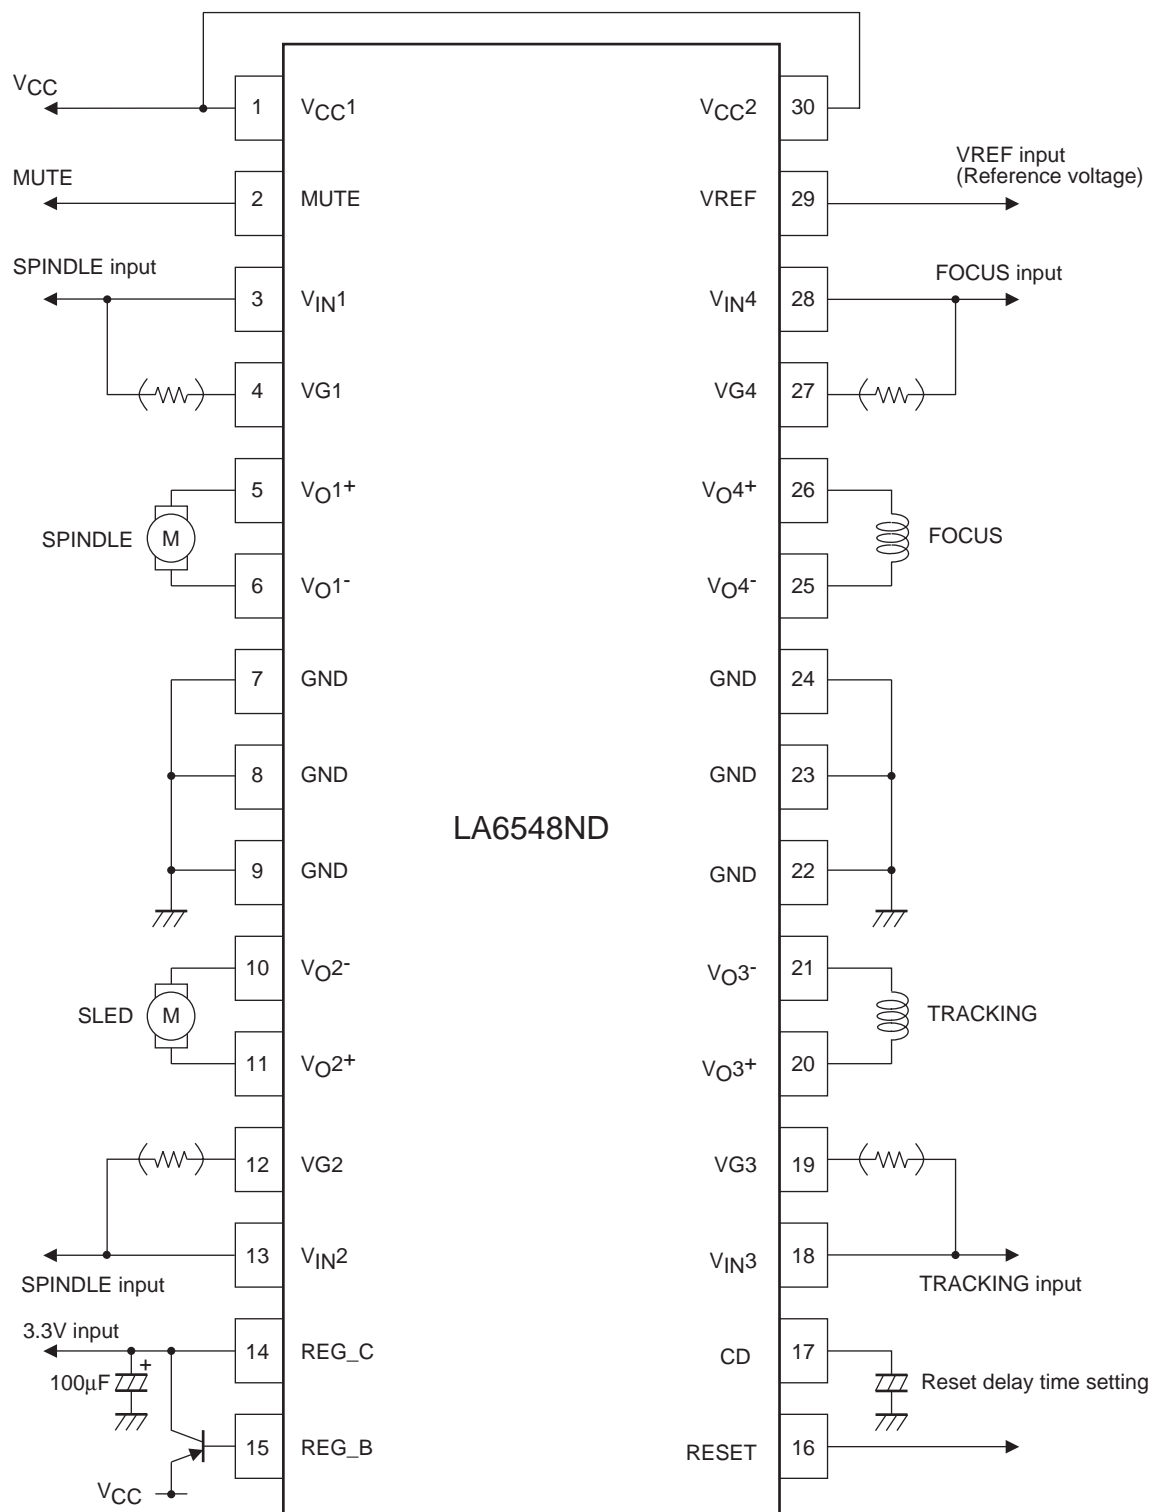 VCC
1
VCC1
VCC2
30
MUTE
2
MUTE
VREF
29
VREF input
(Reference voltage)
SPINDLE input
3
VIN1
VIN4
28
FOCUS input
4
VG1
VG4
27
5
VO1+
VO4+
26
SPINDLE
M
FOCUS
6
VO1-
VO4-
25
7
GND
GND
24
8
GND
GND
23
LA6548ND
9
GND
GND
22
10
VO2-
VO3-
21
SLED
M
TRACKING
11
VO2+
VO3+
20
12
VG2
VG3
19
13
VIN2
VIN3
18
SPINDLE input
TRACKING input
3.3V input
14
REG_C
CD
17
+
100μF
Reset delay time setting
15
REG_B
RESET
16
VCC